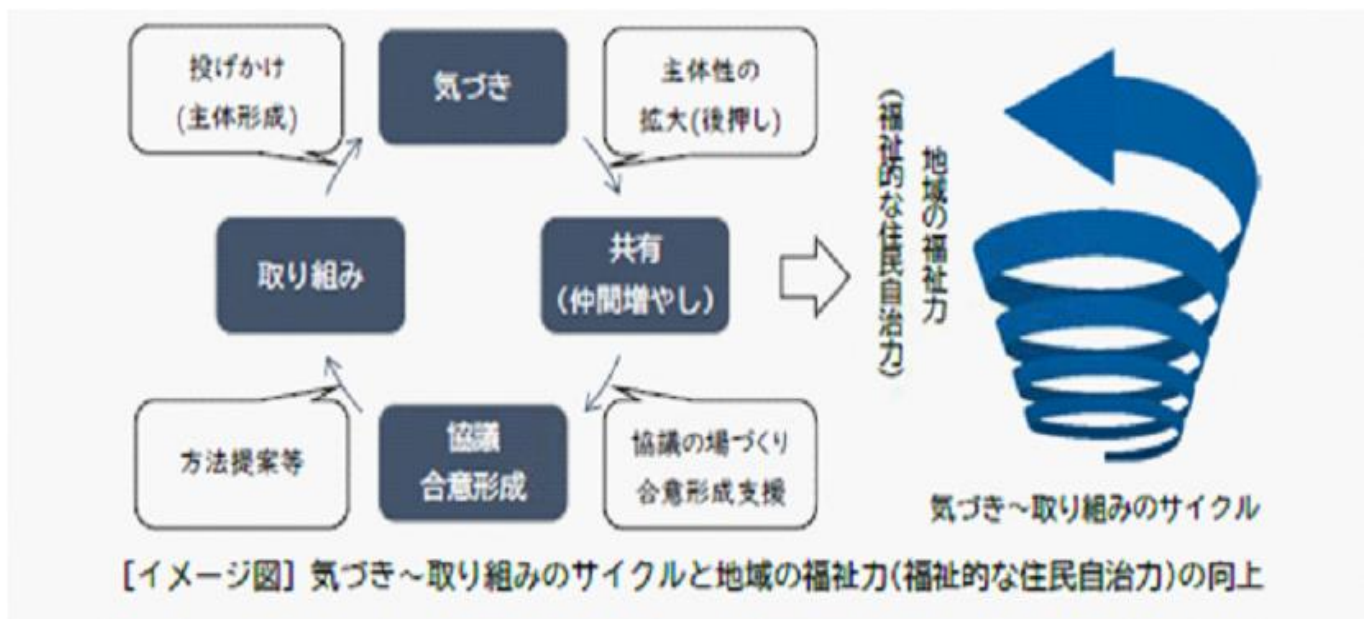 投げかけ
(主体形成)
気づき
主体性の
拡大(後押し)
取り組み
共有
(仲間増やし)
方法提案等
協議
合意形成
協議の場づくり
合意形成支援
地域の福祉力
(福祉的な住民自治力)
気づき～取り組みのサイクル
[イメージ図] 気づき～取り組みのサイクルと地域の福祉力(福祉的な住民自治力)の向上